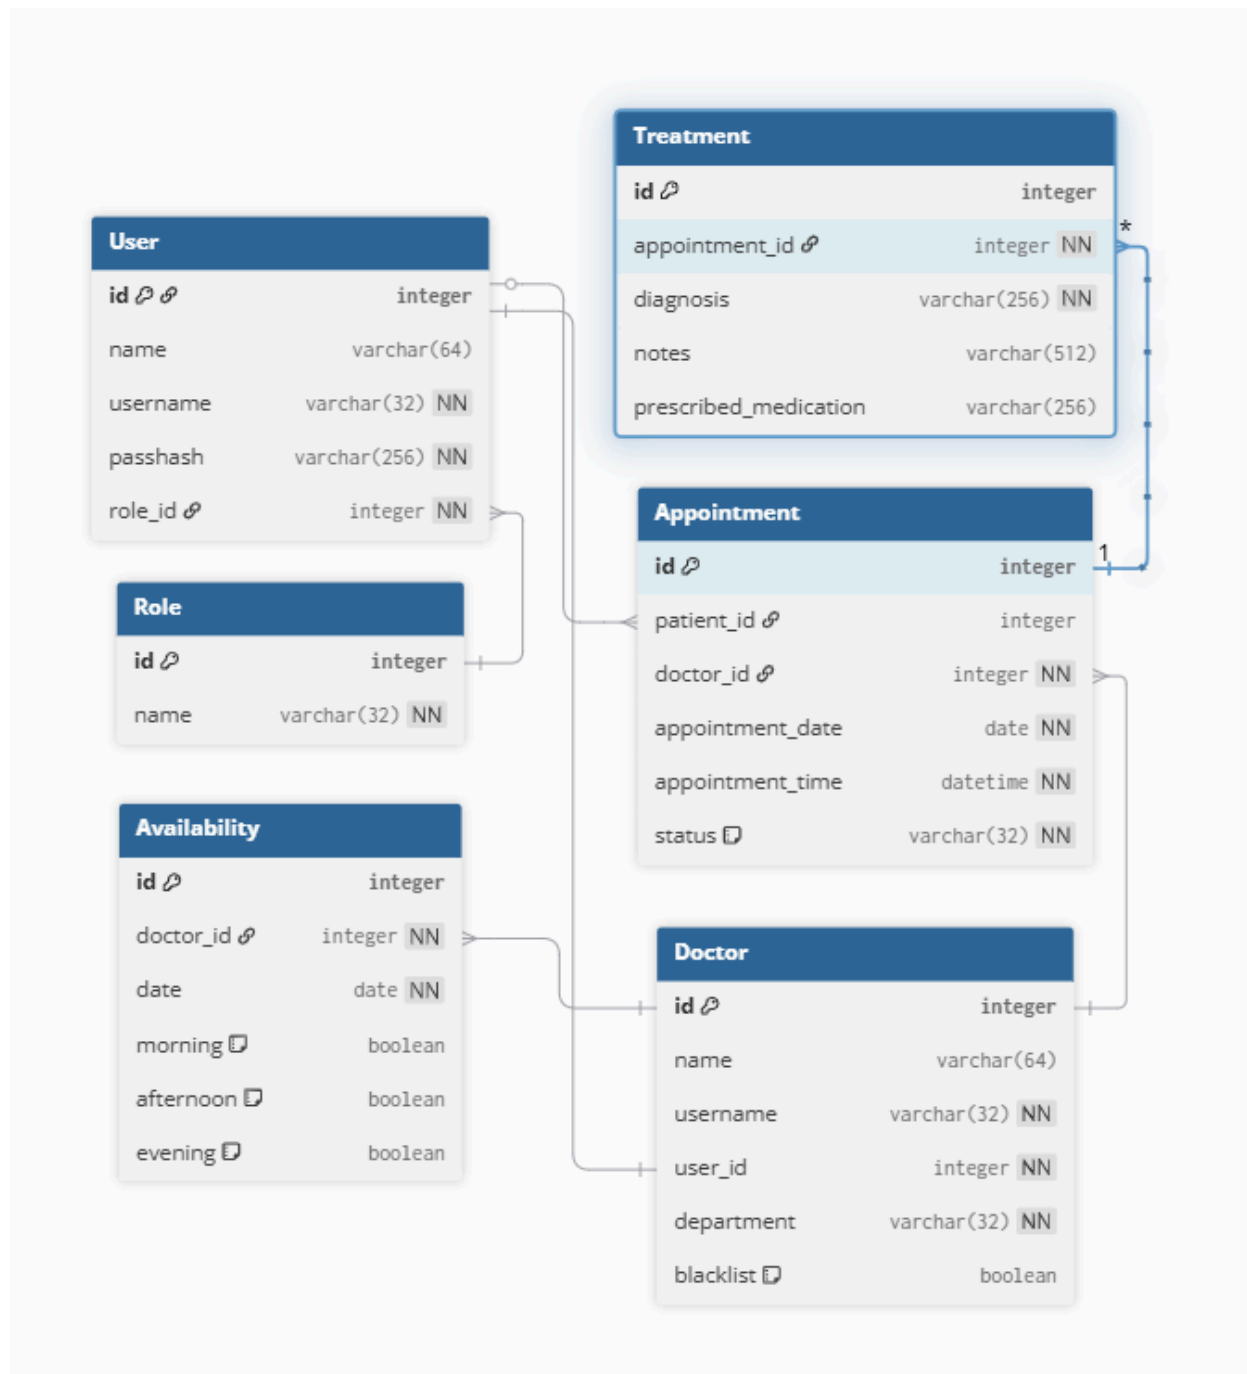 Treatment
id integer
appointment_id integer NN
diagnosis varchar(256) NN
notes varchar(512)
prescribed_medication varchar(256)
*
1
User
id integer
name varchar(64)
username varchar(32) NN
passhash varchar(256) NN
role_id integer NN
Appointment
id integer
patient_id integer
doctor_id integer NN
appointment_date date NN
appointment_time datetime NN
status varchar(32) NN
Role
id integer
name varchar(32) NN
Availability
id integer
doctor_id integer NN
date date NN
morning boolean
afternoon boolean
evening boolean
Doctor
id integer
name varchar(64)
username varchar(32) NN
user_id integer NN
department varchar(32) NN
blacklist boolean